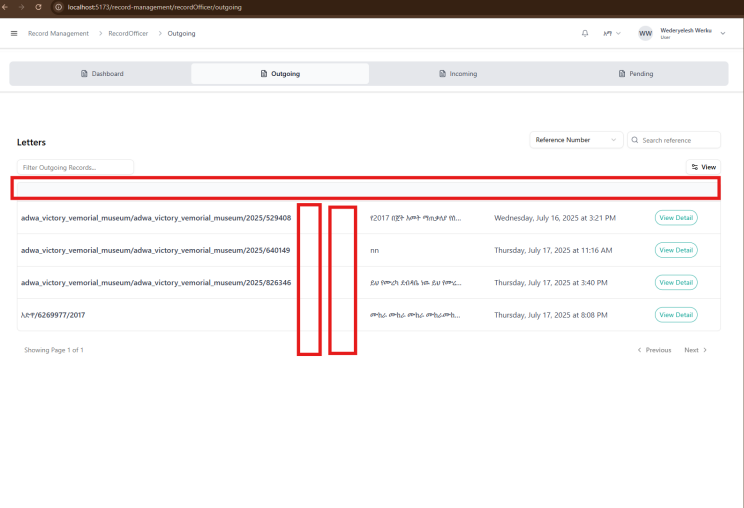 localhost:5173/record-management/recordOfficer/outgoing
Record Management > RecordOfficer > Outgoing
አማ
WW
Wederyelesh Werku
User
Dashboard
Outgoing
Incoming
Pending
Letters
Reference Number
Search reference
Filter Outgoing Records...
View
adwa_victory_vemorial_museum/adwa_victory_vemorial_museum/2025/529408 የ2017 በጀት አመት ማጠቃለያ የ... Wednesday, July 16, 2025 at 3:21 PM View Detail
adwa_victory_vemorial_museum/adwa_victory_vemorial_museum/2025/640149 nn Thursday, July 17, 2025 at 11:16 AM View Detail
adwa_victory_vemorial_museum/adwa_victory_vemorial_museum/2025/826346 ይህ የሙከራ ደብዳቤ ነዉ ይህ የሙከ... Thursday, July 17, 2025 at 3:40 PM View Detail
አድዋ/6269977/2017 ሙከራ ሙከራ ሙከራ ሙከራሙከ... Thursday, July 17, 2025 at 8:08 PM View Detail
Showing Page 1 of 1
< Previous Next >